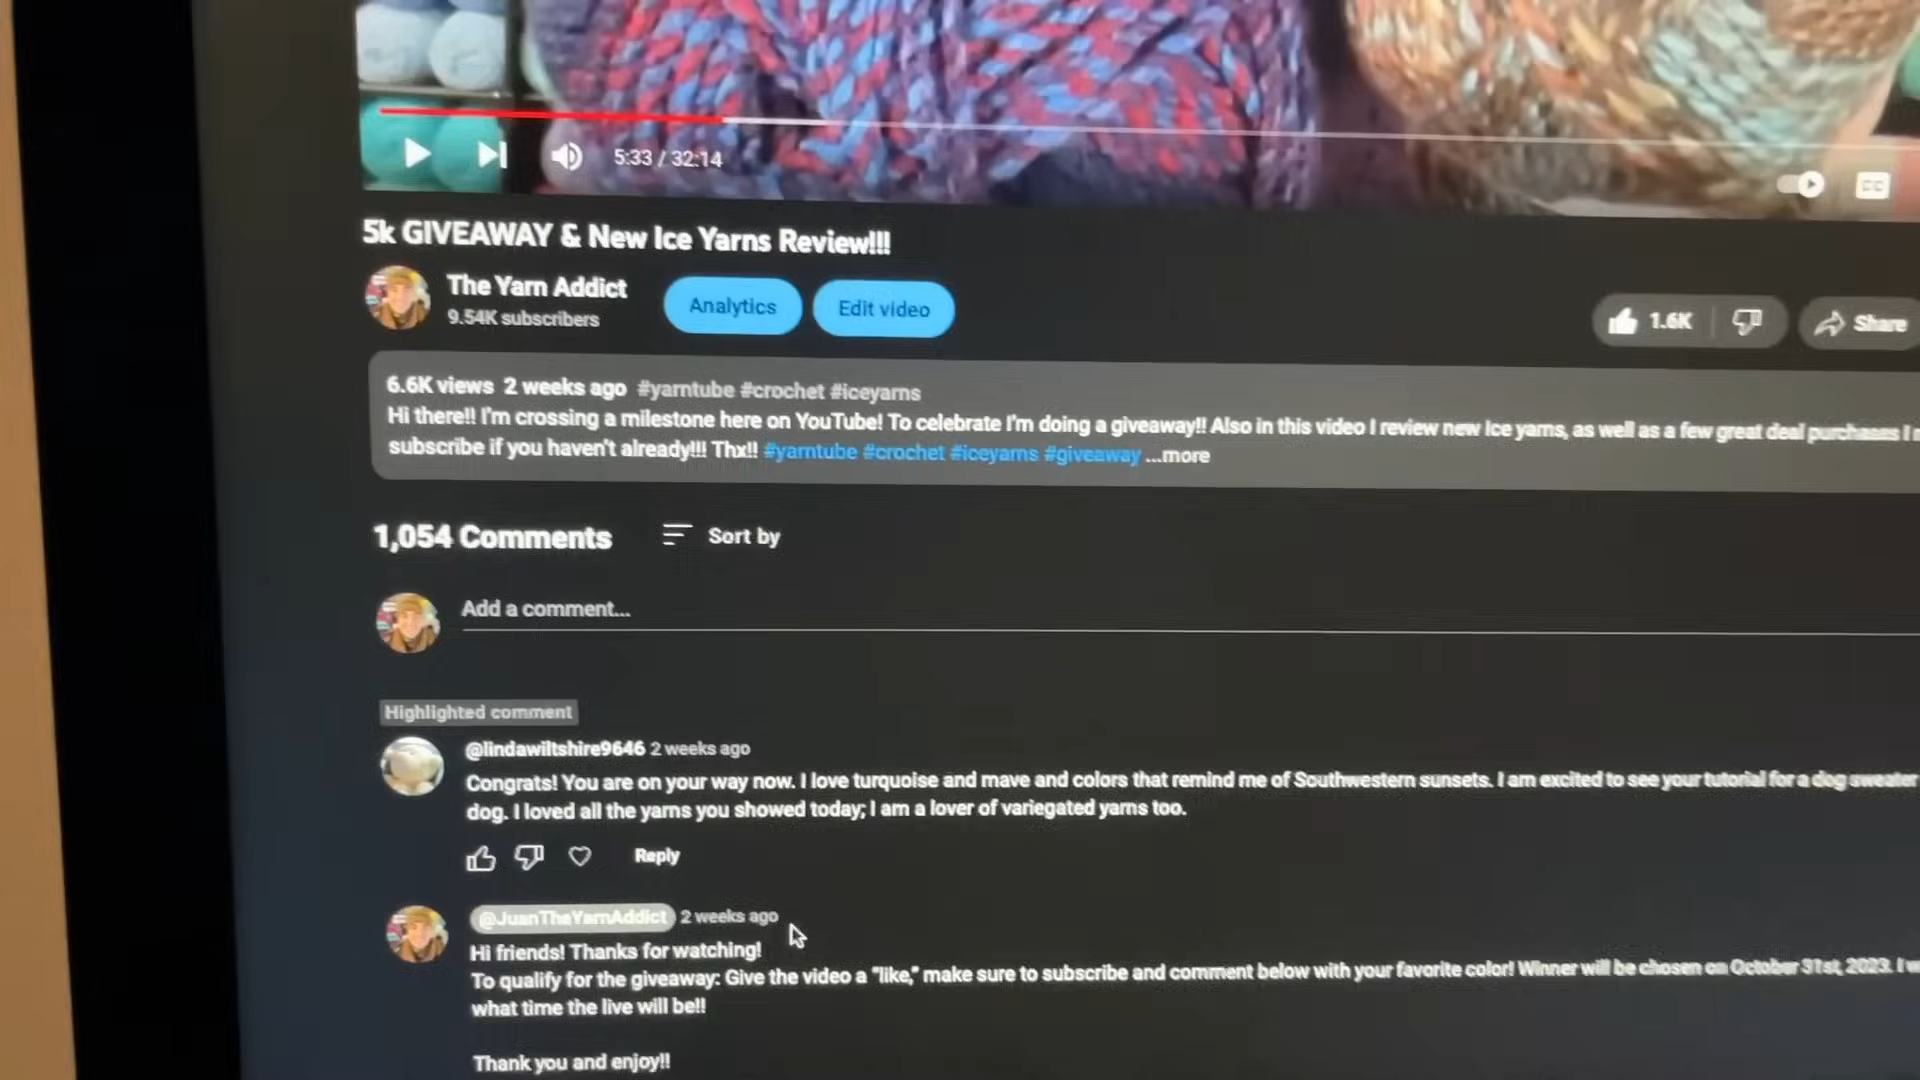 5:33 / 32:14
CC
5k GIVEAWAY & New Ice Yarns Review!!!
The Yarn Addict
9.54K subscribers
Analytics
Edit video
1.6K
Share
6.6K views 2 weeks ago #yarntube #crochet #iceyarns
Hi there!! I'm crossing a milestone here on YouTube! To celebrate I'm doing a giveaway!! Also in this video I review new Ice yarns, as well as a few great deal purchases I
subscribe if you haven't already!!! Thx!! #yarntube #crochet #iceyarns #giveaway ...more
1,054 Comments
Sort by
Add a comment...
Highlighted comment
@lindawiltshire9646 2 weeks ago
Congrats! You are on your way now. I love turquoise and mave and colors that remind me of Southwestern sunsets. I am excited to see your tutorial for a dog sweater
dog. I loved all the yarns you showed today; I am a lover of variegated yarns too.
Reply
@JuanTheYarnAddict 2 weeks ago
Hi friends! Thanks for watching!
To qualify for the giveaway: Give the video a "like," make sure to subscribe and comment below with your favorite color! Winner will be chosen on October 31st, 2023. I
what time the live will be!!
Thank you and enjoy!!